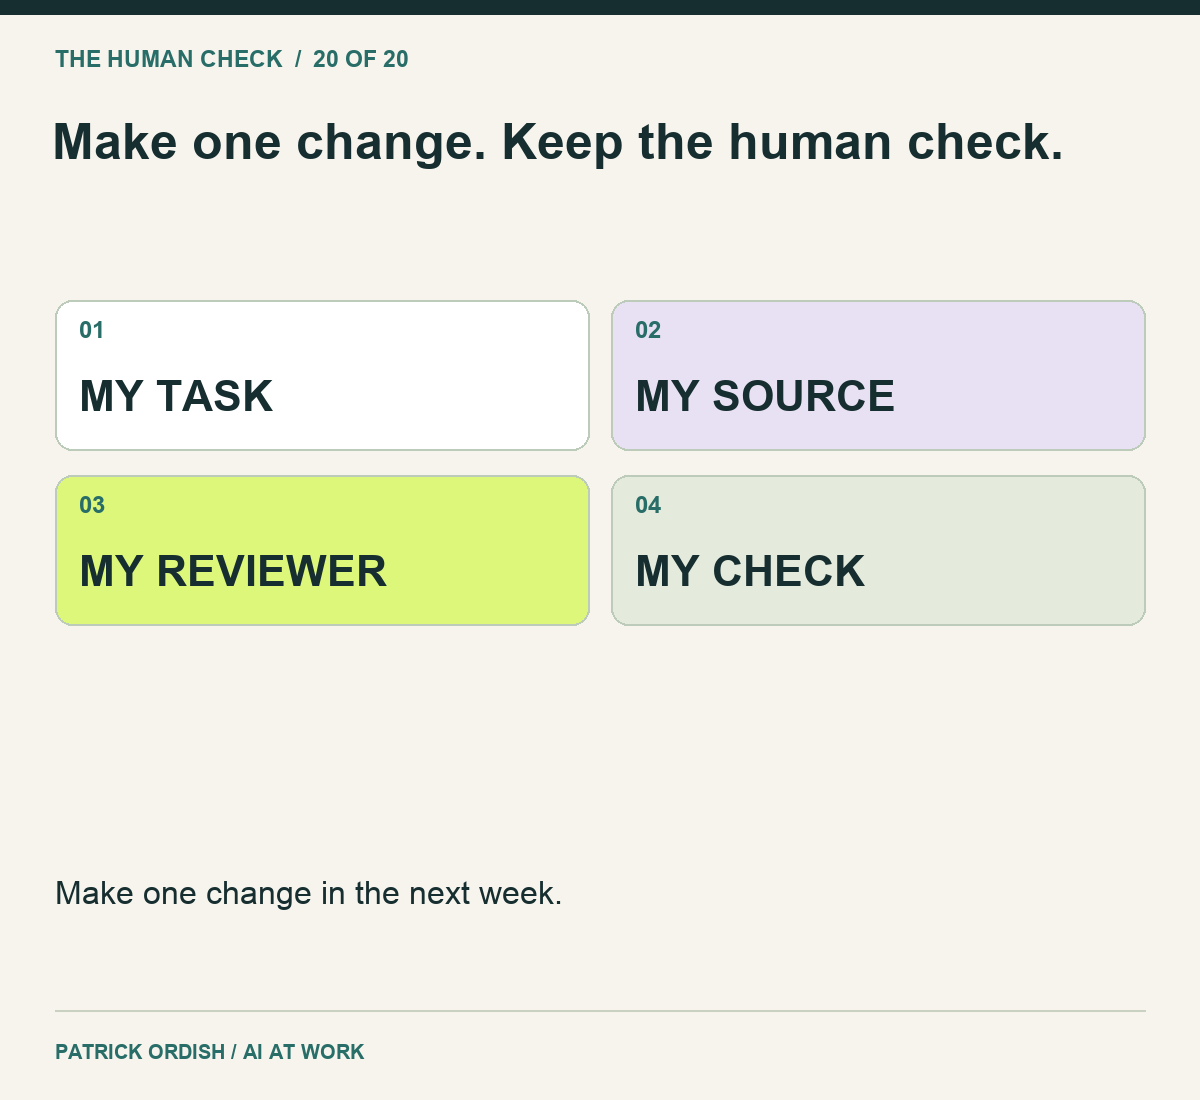 THE HUMAN CHECK / 20 OF 20
Make one change. Keep the human check.
01
MY TASK
02
MY SOURCE
03
MY REVIEWER
04
MY CHECK
Make one change in the next week.
PATRICK ORDISH / AI AT WORK